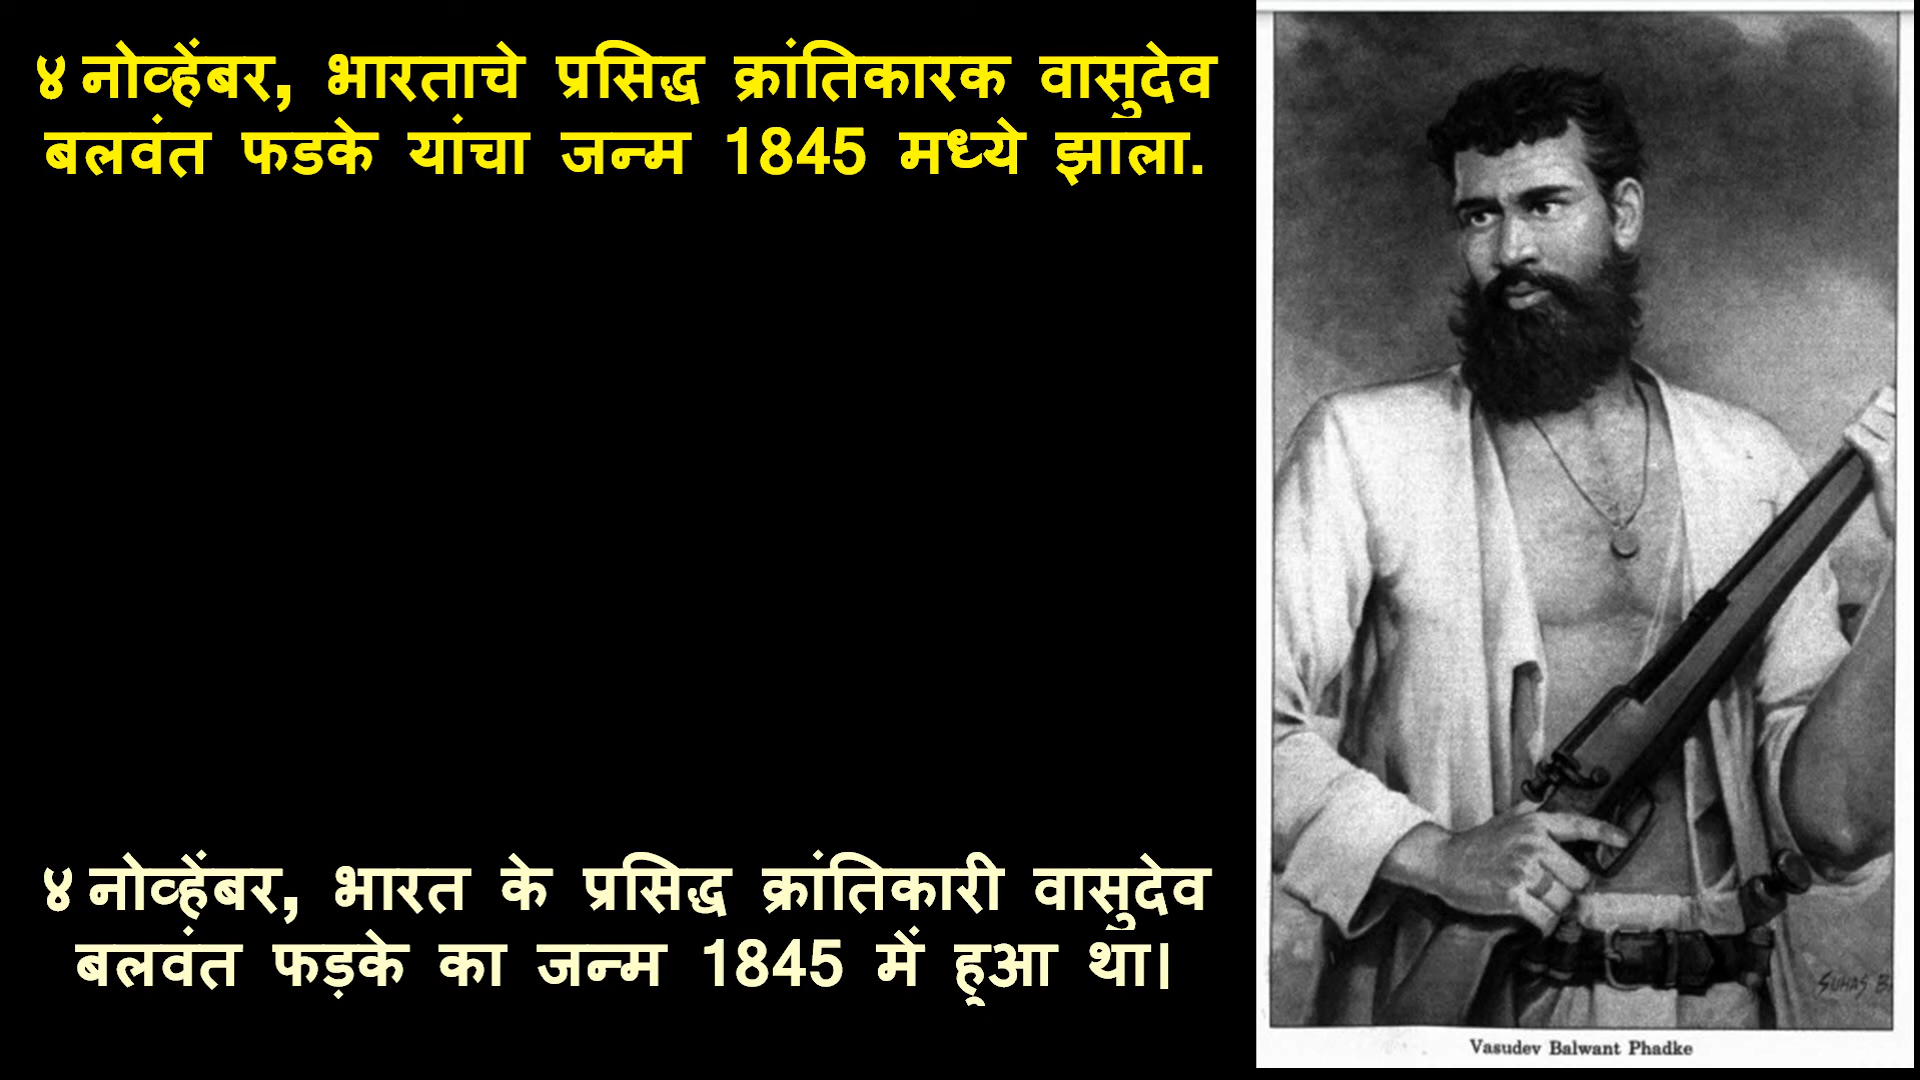 ४ नोव्हेंबर, भारताचे प्रसिद्ध क्रांतिकारक वासुदेव
बलवंत फडके यांचा जन्म 1845 मध्ये झाला.
४ नोव्हेंबर, भारत के प्रसिद्ध क्रांतिकारी वासुदेव
बलवंत फड़के का जन्म 1845 में हुआ था।
SUHAS B
Vasudev Balwant Phadke